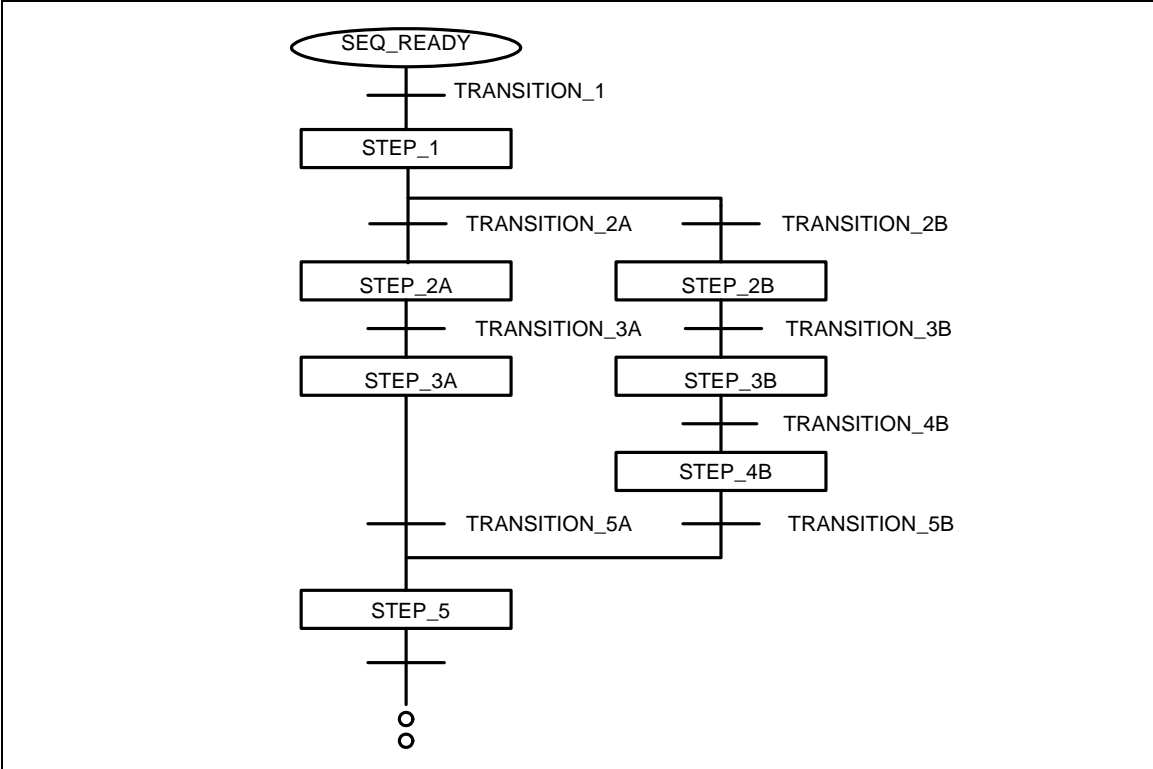 SEQ_READY
TRANSITION_1
STEP_1
TRANSITION_2A
TRANSITION_2B
STEP_2A
STEP_2B
TRANSITION_3A
TRANSITION_3B
STEP_3A
STEP_3B
TRANSITION_4B
STEP_4B
TRANSITION_5A
TRANSITION_5B
STEP_5